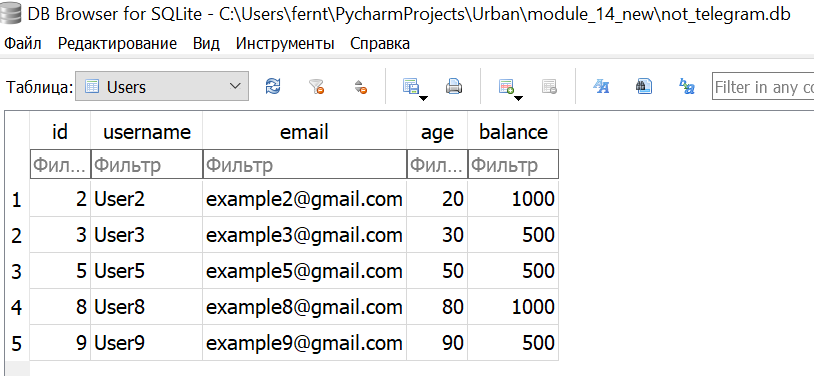 DB Browser for SQLite - C:\Users\fernt\PycharmProjects\Urban\module_14_new\not_telegram.db
Файл Редактирование Вид Инструменты Справка
Таблица: Users Filter in any co
id username email age balance
Фил... Фильтр Фильтр Фил... Фильтр
1 2 User2 example2@gmail.com 20 1000
2 3 User3 example3@gmail.com 30 500
3 5 User5 example5@gmail.com 50 500
4 8 User8 example8@gmail.com 80 1000
5 9 User9 example9@gmail.com 90 500